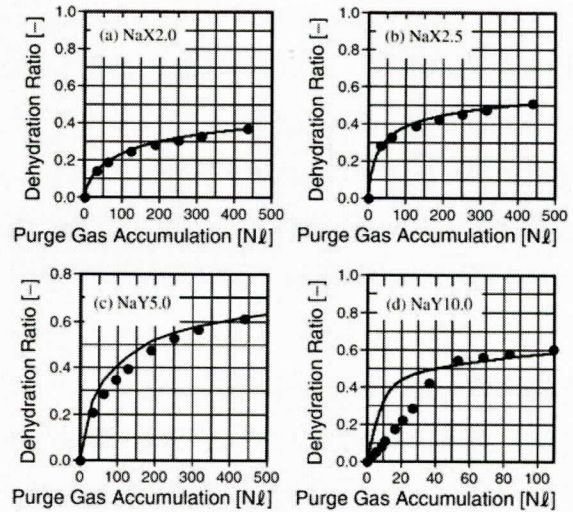 1.0
0.8
0.6
0.4
0.2
0.0
Dehydration Ratio [–]
(a) NaX2.0
0 100 200 300 400 500
Purge Gas Accumulation [Nℓ]
1.0
0.8
0.6
0.4
0.2
0.0
Dehydration Ratio [–]
(b) NaX2.5
0 100 200 300 400 500
Purge Gas Accumulation [Nℓ]
0.8
0.6
0.4
0.2
0.0
Dehydration Ratio [–]
(c) NaY5.0
0 100 200 300 400 500
Purge Gas Accumulation [Nℓ]
1.0
0.8
0.6
0.4
0.2
0.0
Dehydration Ratio [–]
(d) NaY10.0
0 20 40 60 80 100
Purge Gas Accumulation [Nℓ]